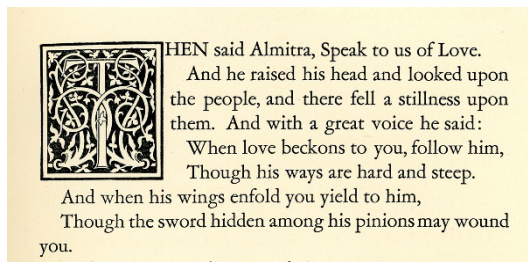 THEN said Almitra, Speak to us of Love.
And he raised his head and looked upon
the people, and there fell a stillness upon
them. And with a great voice he said:
When love beckons to you, follow him,
Though his ways are hard and steep.
And when his wings enfold you yield to him,
Though the sword hidden among his pinions may wound
you.